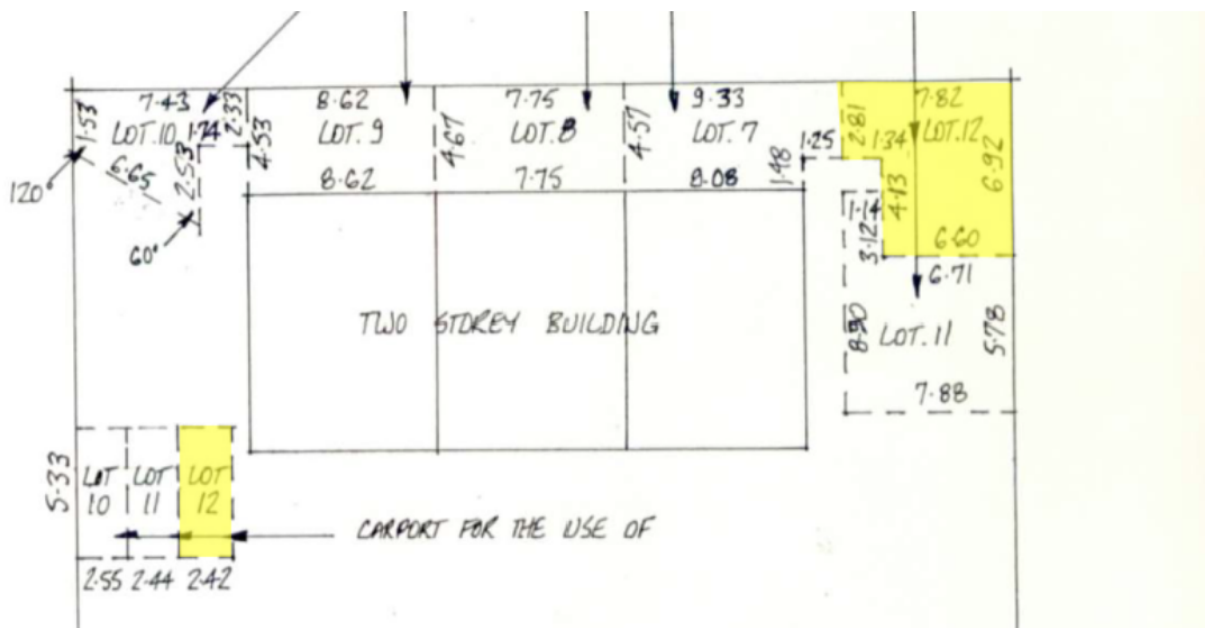 7.43 8.62 7.75 9.33 7.82
1.53 LOT.10 1.74 2.33 4.53 LOT.9 4.67 LOT.8 4.57 LOT.7 1.25 2.81 1.34 LOT.12
120° 6.65 2.53 8.62 7.75 9.08 1.48 4.13 6.92
60° 1.14 3.12 6.60
6.71
TWO STOREY BUILDING 8.90 LOT.11 5.78
7.88
5.33 LOT 10 LOT 11 LOT 12
CARPORT FOR THE USE OF
2.55 2.44 2.42